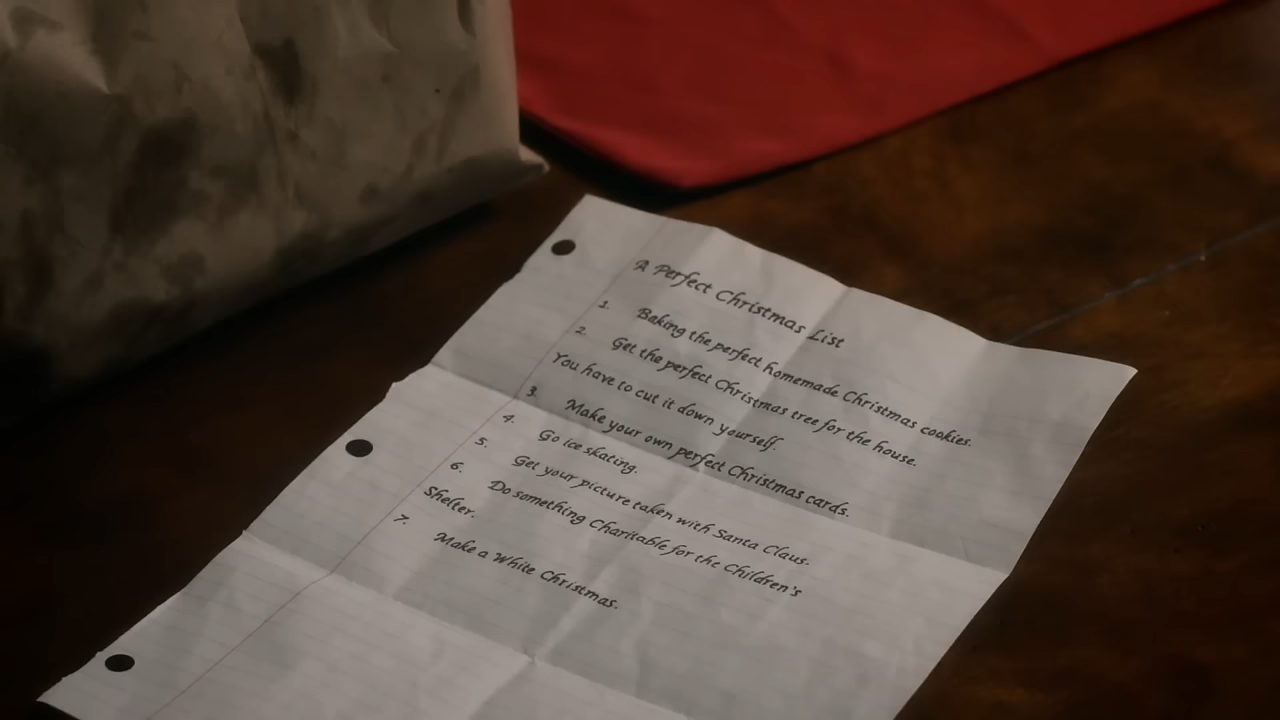 A Perfect Christmas List
1. Baking the perfect homemade Christmas cookies.
2. Get the perfect Christmas tree for the house.
You have to cut it down yourself.
3. Make your own perfect Christmas cards.
4. Go ice skating.
5. Get your picture taken with Santa Claus.
6. Do something Charitable for the Children's
Shelter.
7. Make a White Christmas.